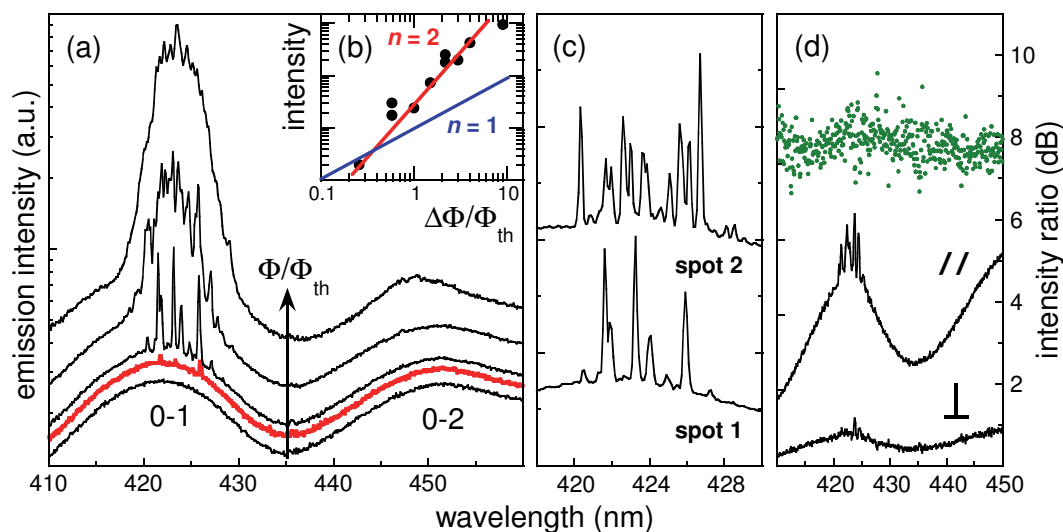 emission intensity (a.u.)
(a)
0-1
0-2
Φ/Φth
410 420 430 440 450
(b)
intensity
n = 2
n = 1
0.1 1 10
ΔΦ/Φth
(c)
spot 2
spot 1
420 424 428
(d)
//
⊥
420 430 440 450
10
8
6
4
2
intensity ratio (dB)
wavelength (nm)